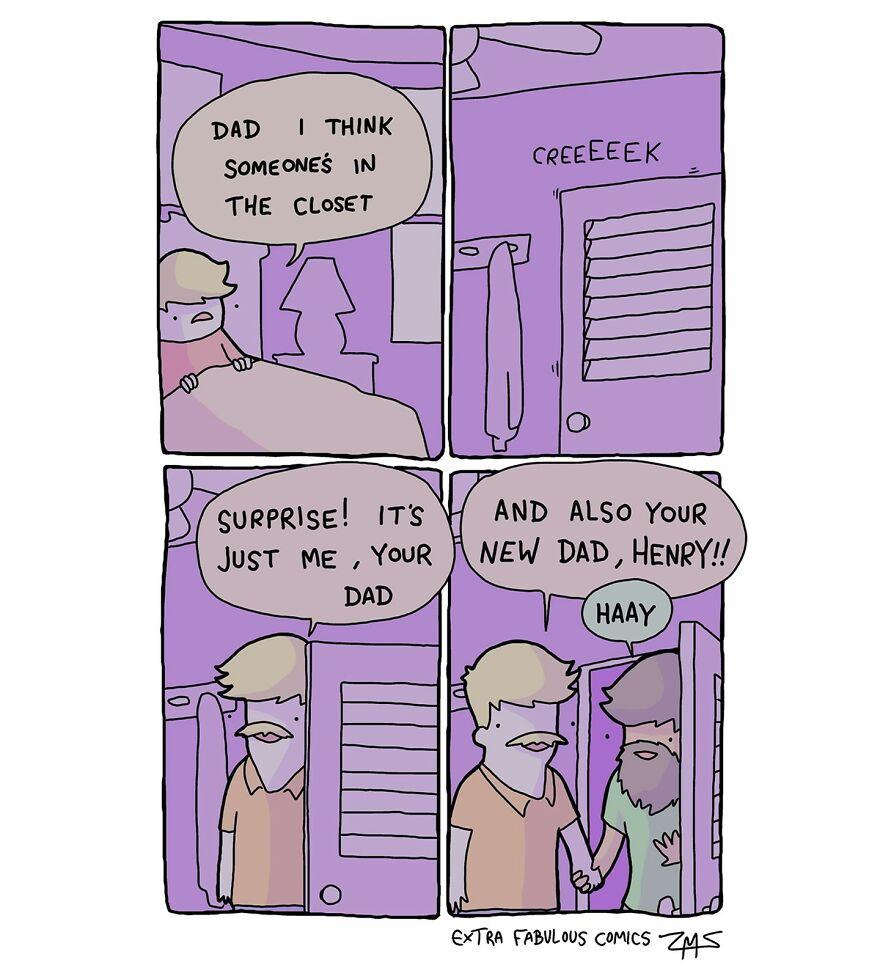 DAD I THINK
SOMEONE'S IN
THE CLOSET
CREEEEEK
SURPRISE! IT'S
JUST ME, YOUR
DAD
AND ALSO YOUR
NEW DAD, HENRY!!
HAAY
EXTRA FABULOUS COMICS ZMS